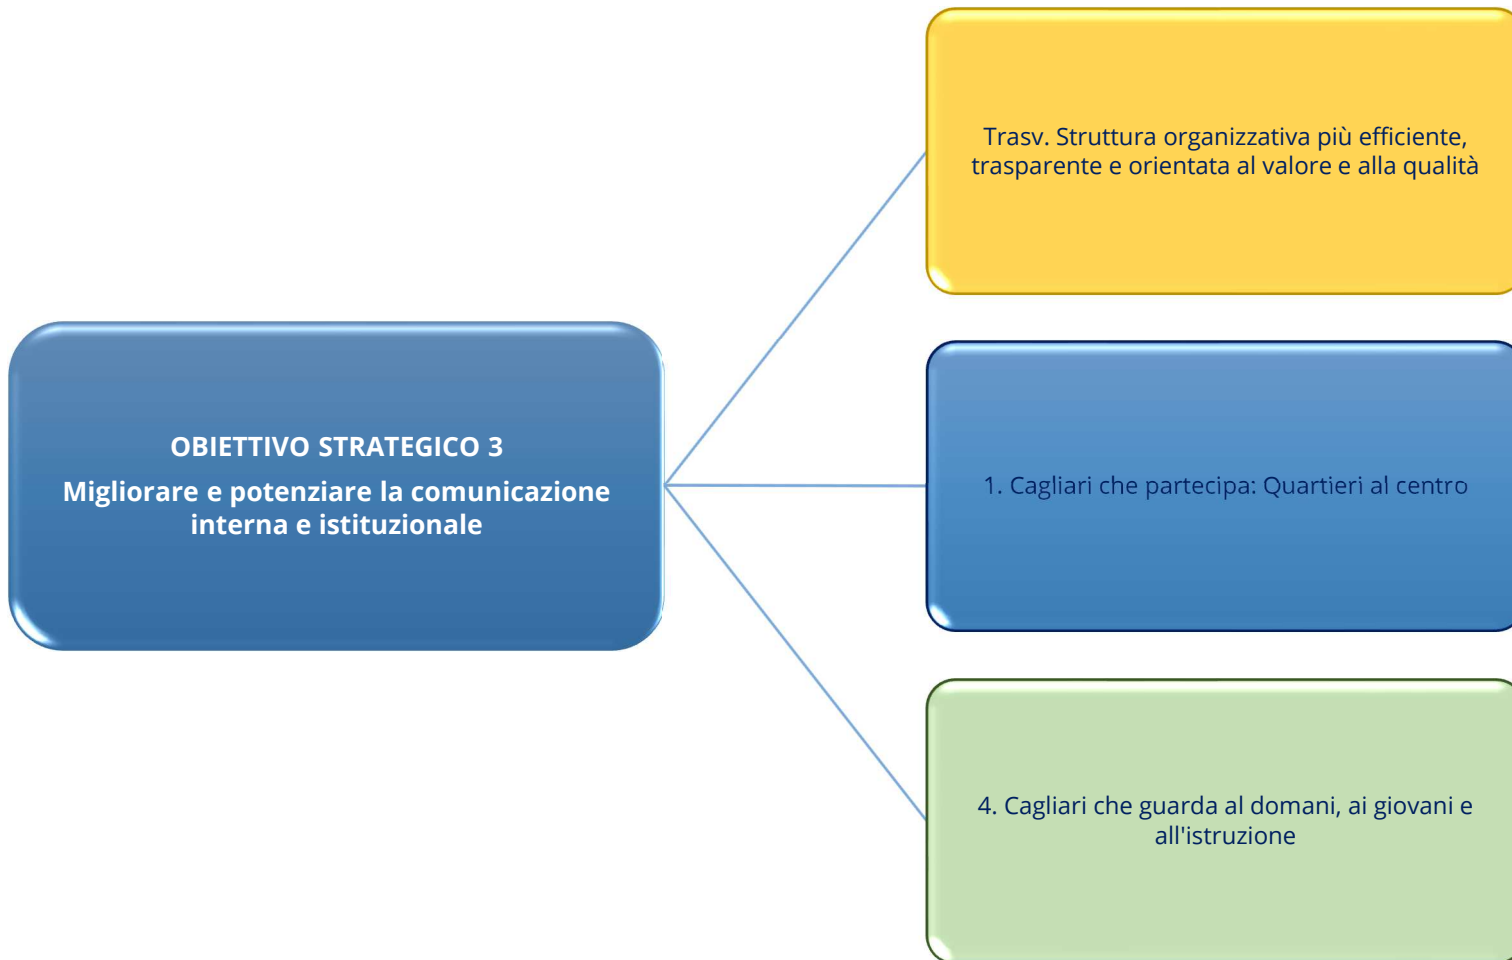 OBIETTIVO STRATEGICO 3
Migliorare e potenziare la comunicazione
interna e istituzionale
Trasv. Struttura organizzativa più efficiente,
trasparente e orientata al valore e alla qualità
1. Cagliari che partecipa: Quartieri al centro
4. Cagliari che guarda al domani, ai giovani e
all'istruzione